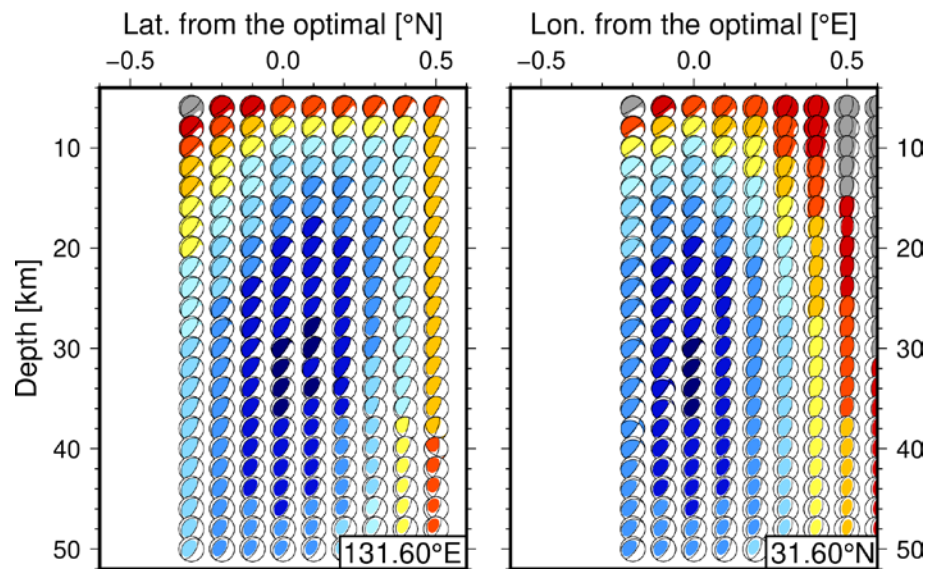 Lat. from the optimal [°N]
Lon. from the optimal [°E]
−0.5 0.0 0.5
−0.5 0.0 0.5
Depth [km]
10
20
30
40
50
10
20
30
40
50
131.60°E
31.60°N